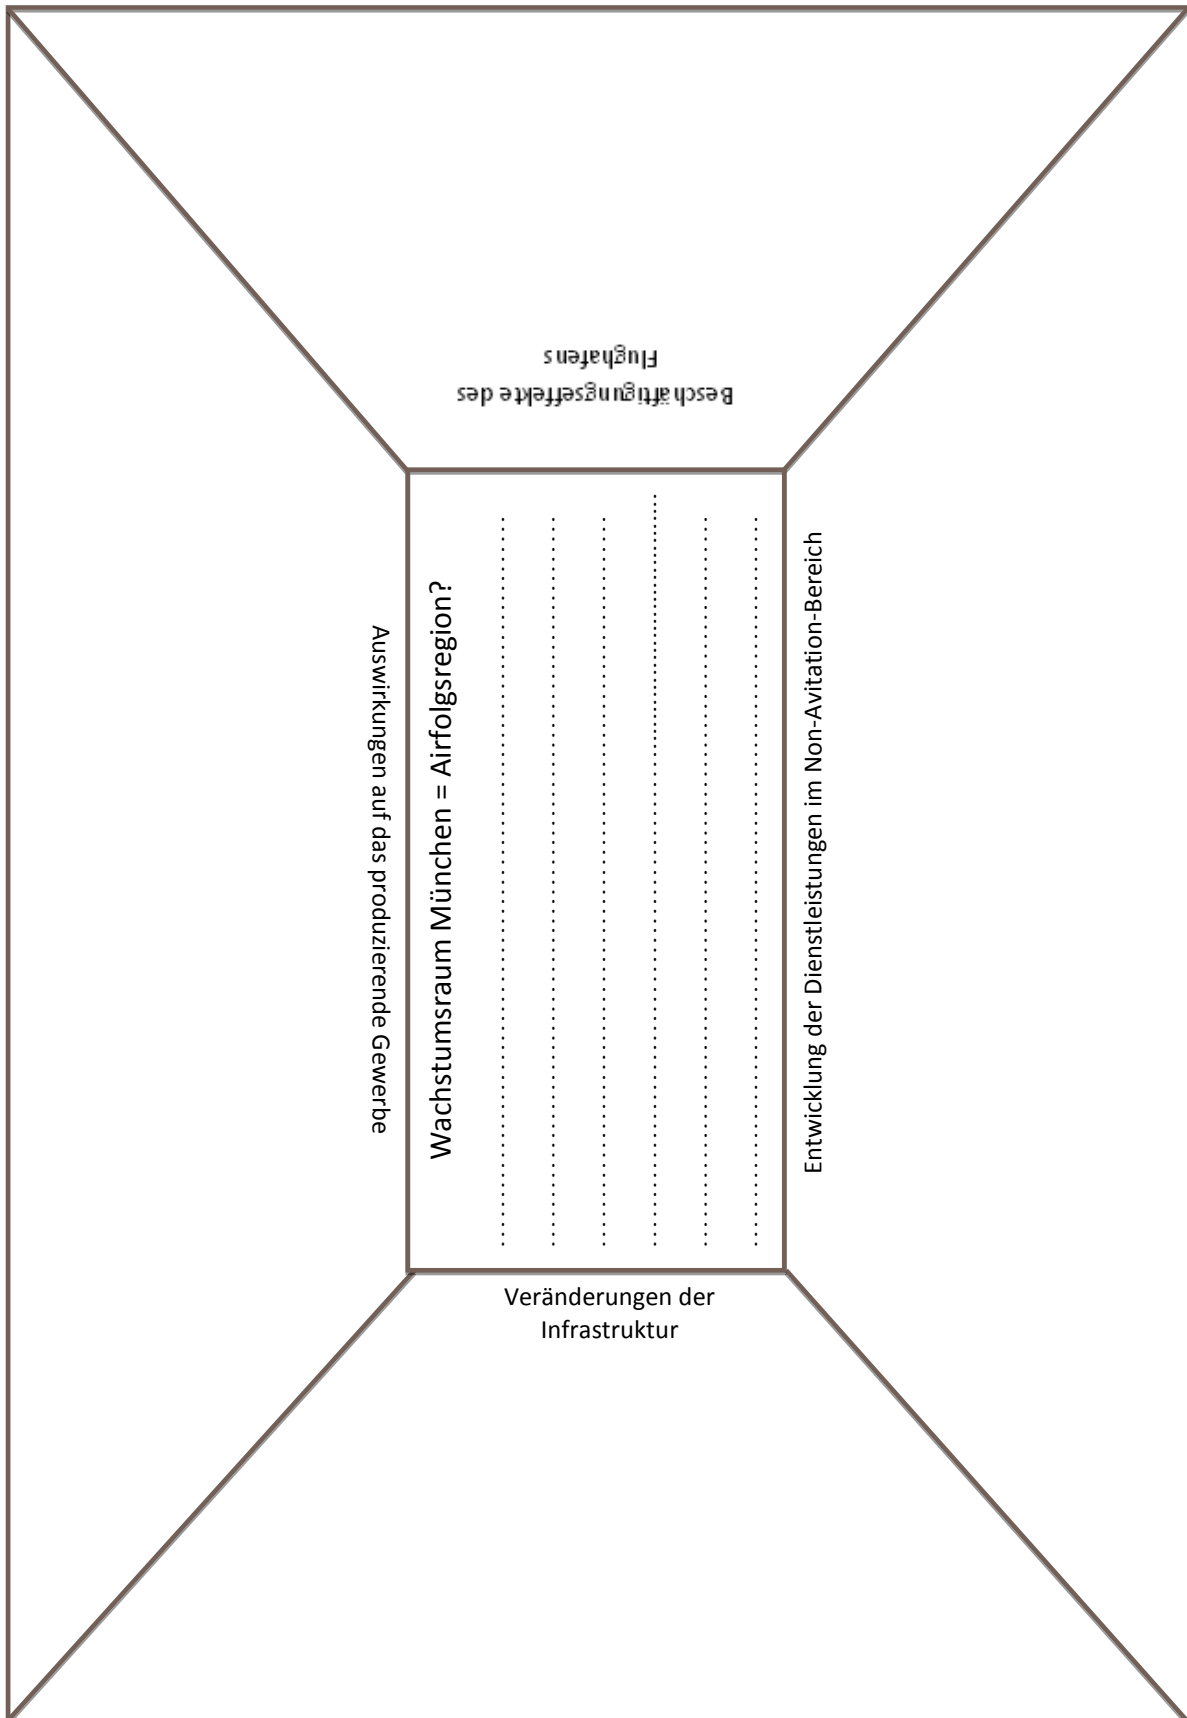 Beschäftigungseffekte des
Flughafens
Auswirkungen auf das produzierende Gewerbe
Wachstumsraum München = Airfolgsregion?
Entwicklung der Dienstleistungen im Non-Avitation-Bereich
Veränderungen der
Infrastruktur